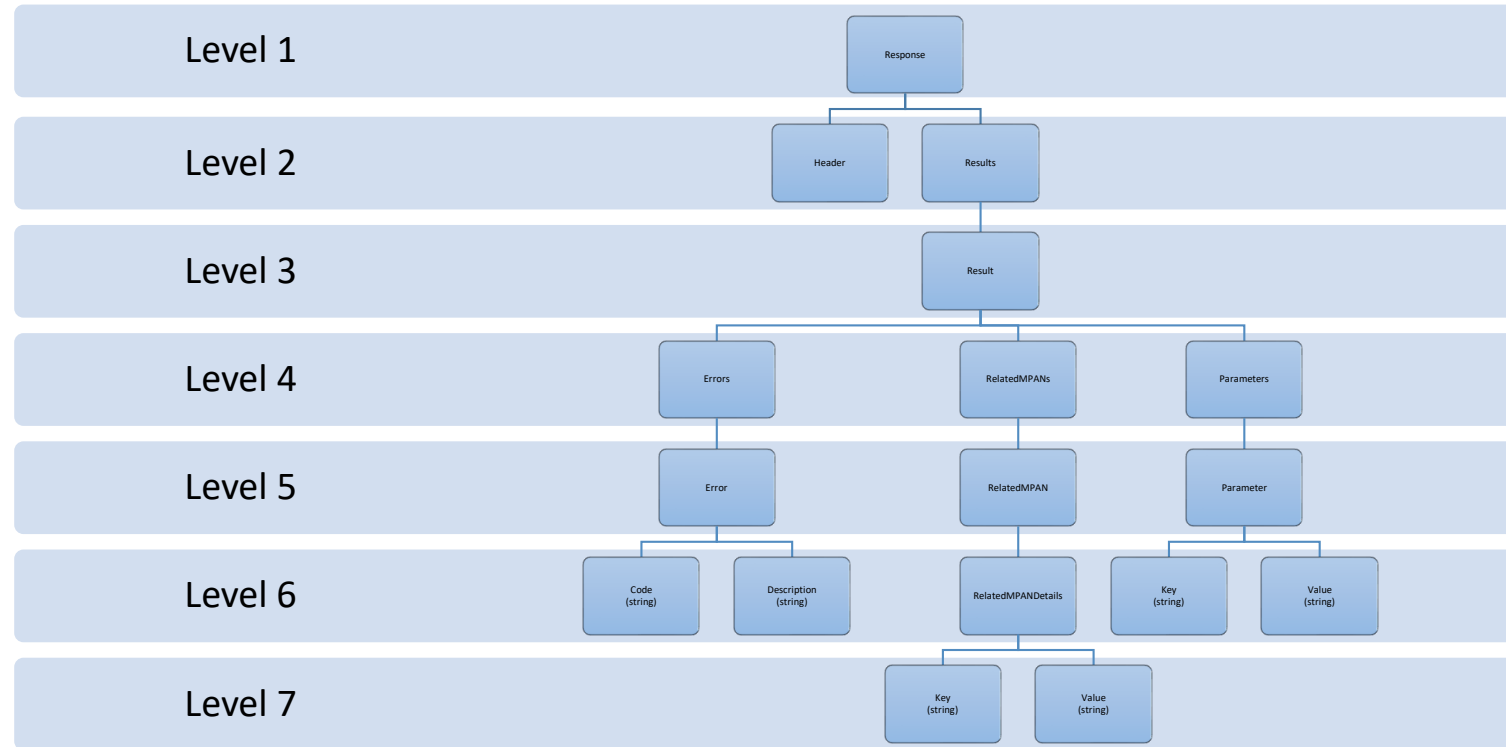 Level 1
Response
Level 2
Header
Results
Level 3
Result
Level 4
Errors
RelatedMPANs
Parameters
Level 5
Error
RelatedMPAN
Parameter
Level 6
Code
(string)
Description
(string)
RelatedMPANDetails
Key
(string)
Value
(string)
Level 7
Key
(string)
Value
(string)